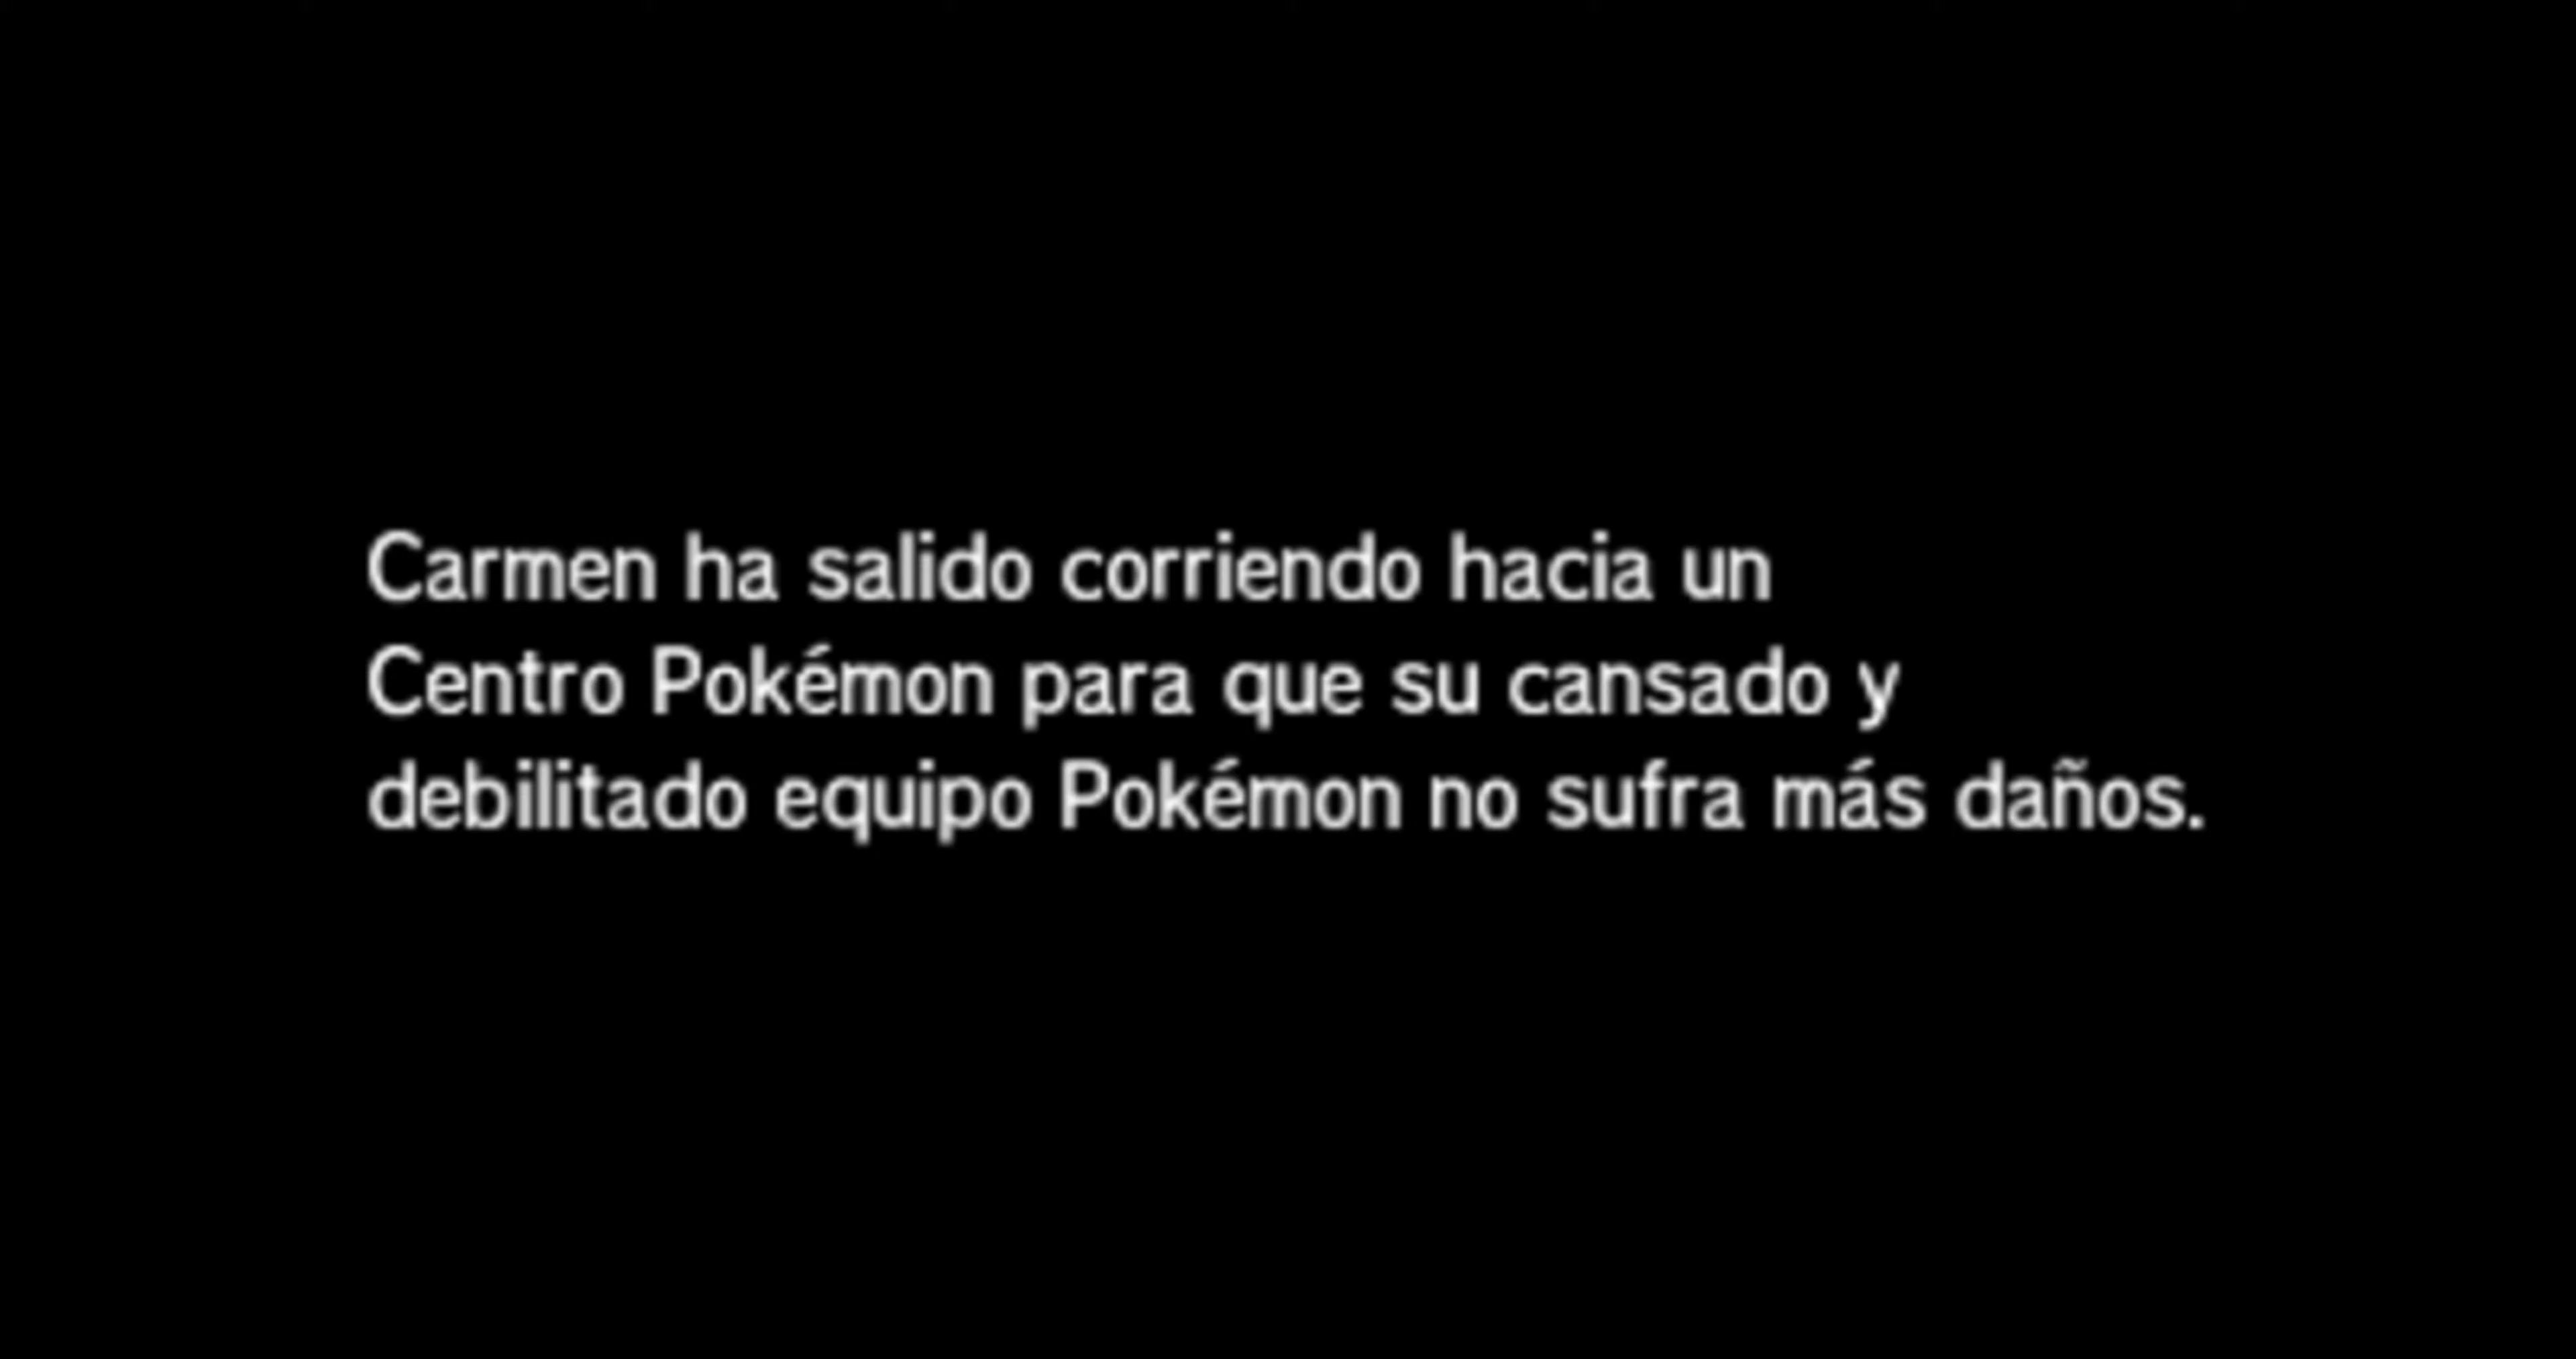 Carmen ha salido corriendo hacia un
Centro Pokémon para que su cansado y
debilitado equipo Pokémon no sufra más daños.